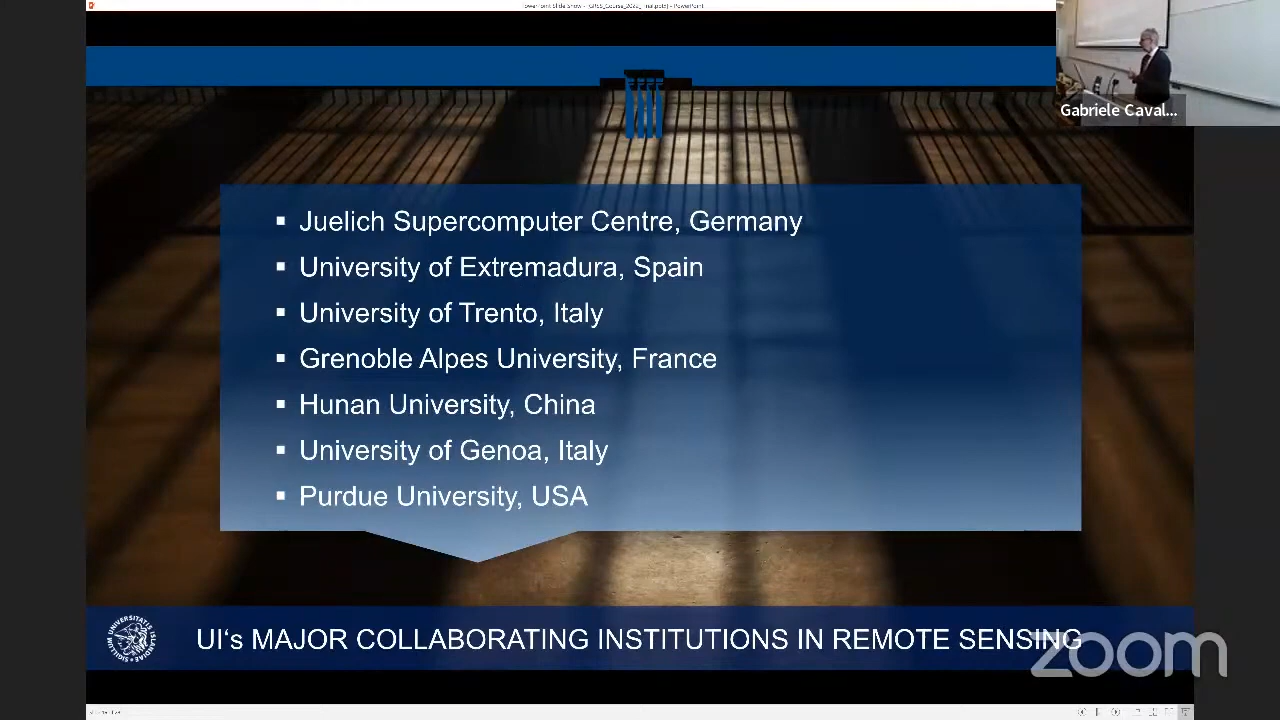 Gabriele Caval...
Juelich Supercomputer Centre, Germany
University of Extremadura, Spain
University of Trento, Italy
Grenoble Alpes University, France
Hunan University, China
University of Genoa, Italy
Purdue University, USA
UI‘s MAJOR COLLABORATING INSTITUTIONS IN REMOTE SENSING
zoom